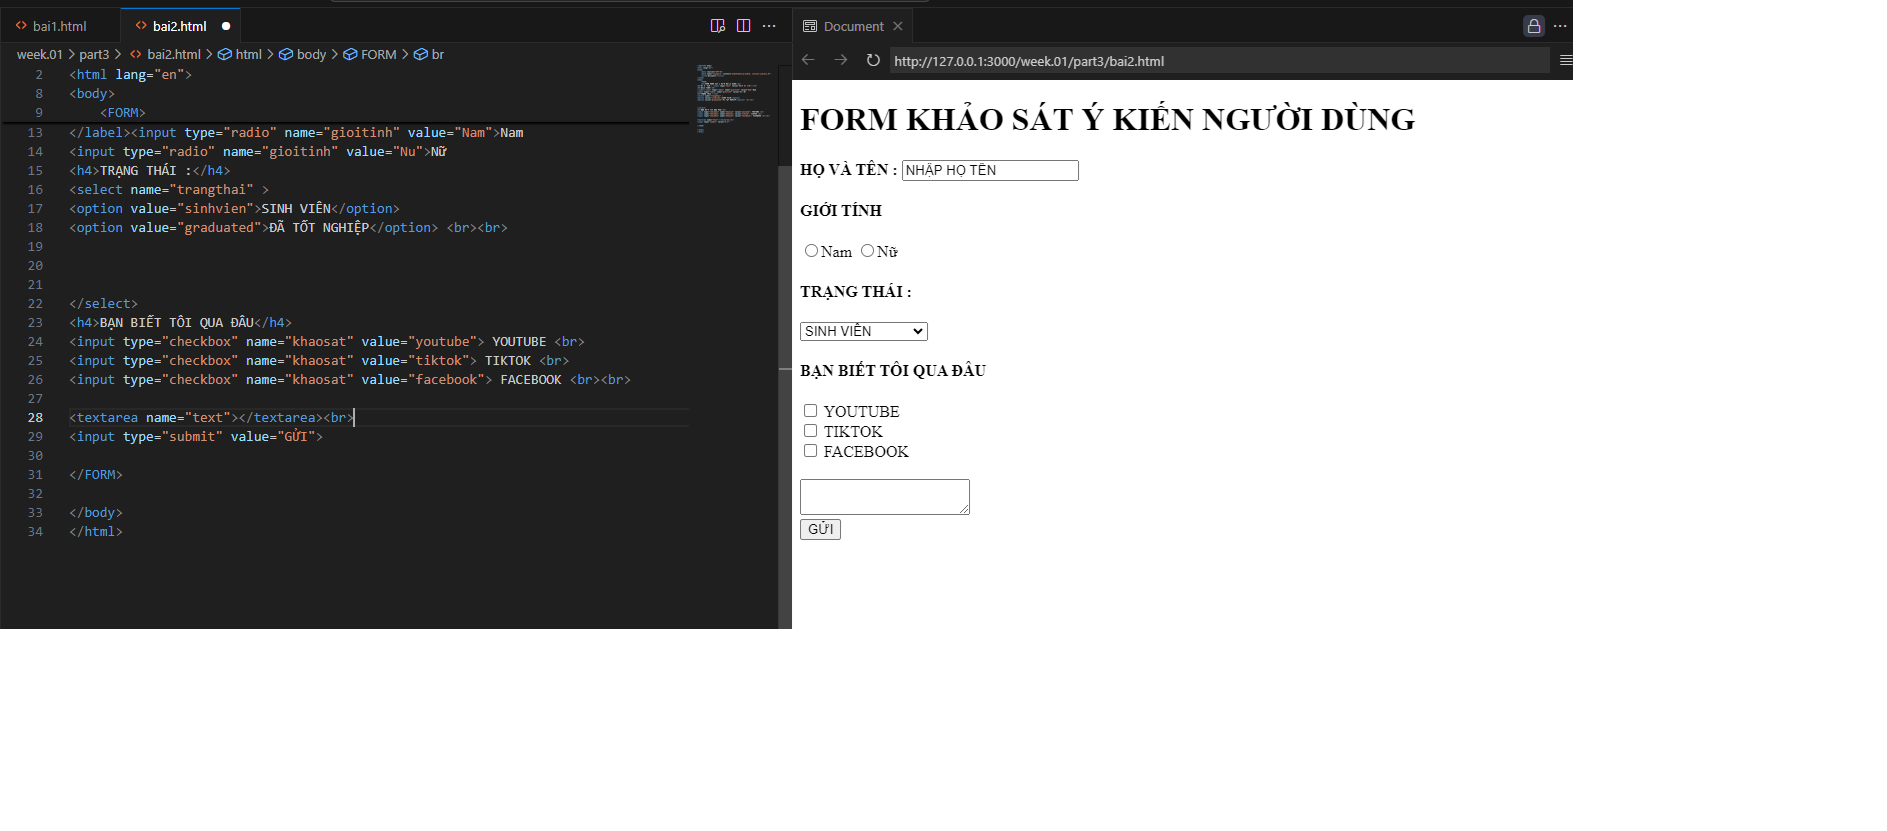 bai1.html
bai2.html
Document
week.01 > part3 > bai2.html > html > body > FORM > br
http://127.0.0.1:3000/week.01/part3/bai2.html
2 <html lang="en">
8 <body>
9 <FORM>
13 </label><input type="radio" name="gioitinh" value="Nam">Nam
14 <input type="radio" name="gioitinh" value="Nu">Nữ
15 <h4>TRẠNG THÁI :</h4>
16 <select name="trangthai" >
17 <option value="sinhvien">SINH VIÊN</option>
18 <option value="graduated">ĐÃ TỐT NGHIỆP</option> <br><br>
19
20
21
22 </select>
23 <h4>BẠN BIẾT TÔI QUA ĐÂU</h4>
24 <input type="checkbox" name="khaosat" value="youtube"> YOUTUBE <br>
25 <input type="checkbox" name="khaosat" value="tiktok"> TIKTOK <br>
26 <input type="checkbox" name="khaosat" value="facebook"> FACEBOOK <br><br>
27
28 <textarea name="text"></textarea><br>
29 <input type="submit" value="GỬI">
30
31 </FORM>
32
33 </body>
34 </html>
FORM KHẢO SÁT Ý KIẾN NGƯỜI DÙNG
HỌ VÀ TÊN : NHẬP HỌ TÊN
GIỚI TÍNH
Nam Nữ
TRẠNG THÁI :
SINH VIÊN
BẠN BIẾT TÔI QUA ĐÂU
YOUTUBE
TIKTOK
FACEBOOK
GỬI